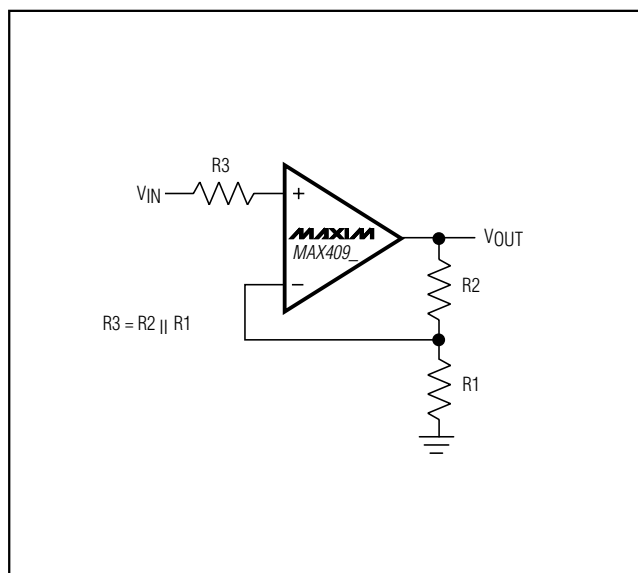 R3
VIN
+
MAXIM
MAX409_
VOUT
−
R2
R3 = R2 || R1
R1